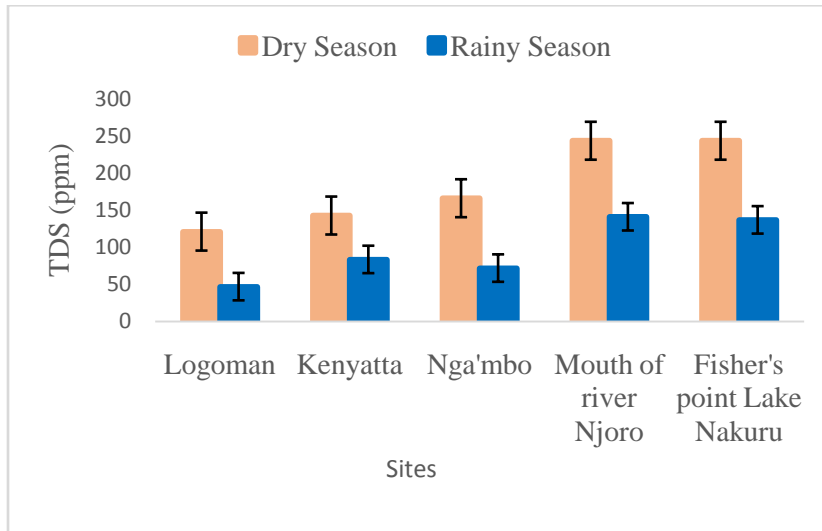 Dry Season Rainy Season
300
250
200
150
100
50
0
TDS (ppm)
Logoman Kenyatta Nga'mbo Mouth of Fisher's
river point Lake
Njoro Nakuru
Sites